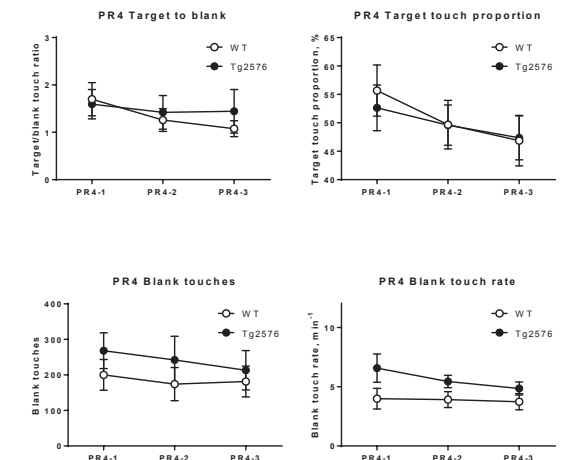 PR4 Target to blank
Target/blank touch ratio
3
2
1
0
WT
Tg2576
PR4-1 PR4-2 PR4-3
PR4 Target touch proportion
Target touch proportion, %
65
60
55
50
45
40
WT
Tg2576
PR4-1 PR4-2 PR4-3
PR4 Blank touches
Blank touches
400
300
200
100
0
WT
Tg2576
PR4-1 PR4-2 PR4-3
PR4 Blank touch rate
Blank touch rate, min⁻¹
10
5
0
WT
Tg2576
PR4-1 PR4-2 PR4-3